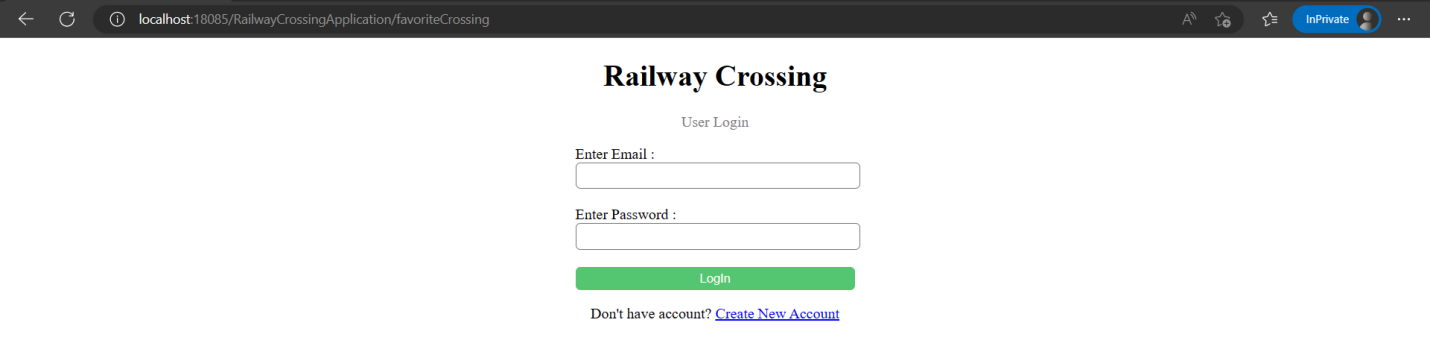 localhost:18085/RailwayCrossingApplication/favoriteCrossing
InPrivate
Railway Crossing
User Login
Enter Email :
Enter Password :
LogIn
Don't have account? Create New Account